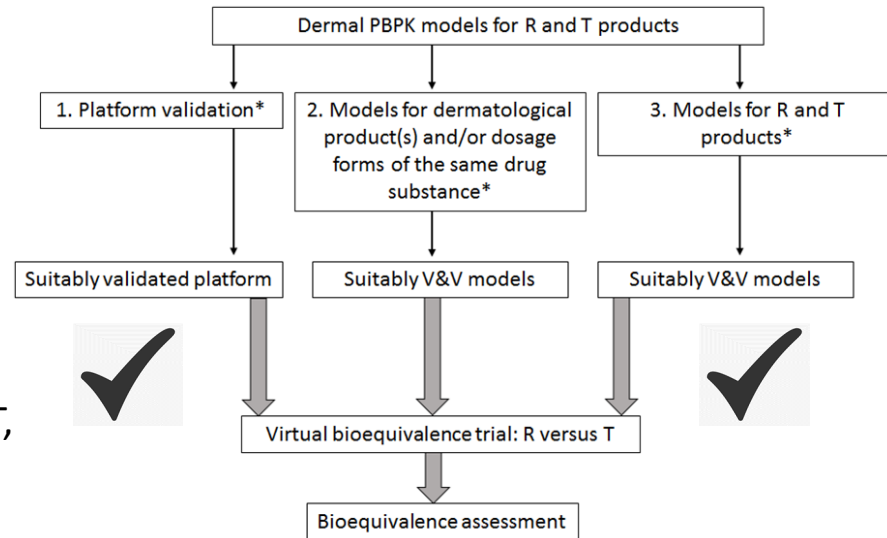 Dermal PBPK models for R and T products
1. Platform validation*
2. Models for dermatological
product(s) and/or dosage
forms of the same drug
substance*
3. Models for R and T
products*
Suitably validated platform
Suitably V&V models
Suitably V&V models
,
Virtual bioequivalence trial: R versus T
Bioequivalence assessment